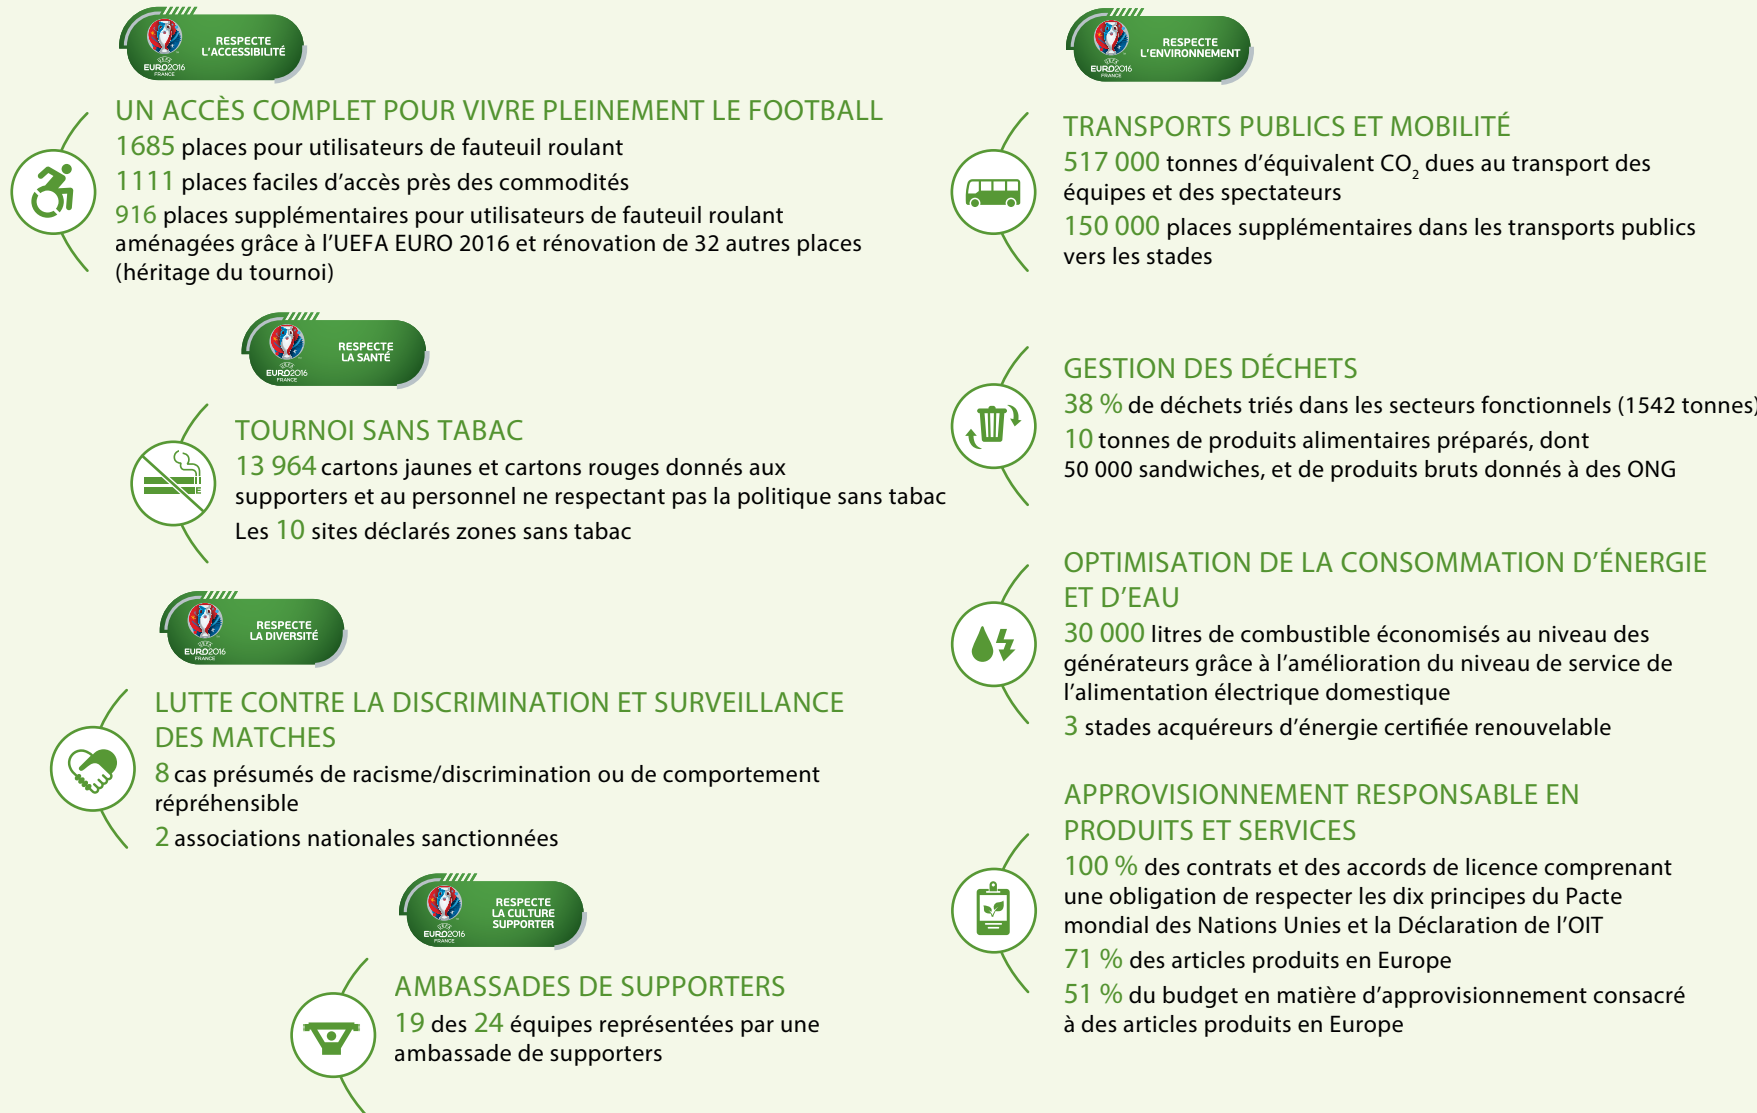 RESPECTE
L'ACCESSIBILITÉ
UEFA
EURO2016
FRANCE
UN ACCÈS COMPLET POUR VIVRE PLEINEMENT LE FOOTBALL
1685 places pour utilisateurs de fauteuil roulant
1111 places faciles d’accès près des commodités
916 places supplémentaires pour utilisateurs de fauteuil roulant
aménagées grâce à l’UEFA EURO 2016 et rénovation de 32 autres places
(héritage du tournoi)
RESPECTE
LA SANTÉ
UEFA
EURO2016
FRANCE
TOURNOI SANS TABAC
13 964 cartons jaunes et cartons rouges donnés aux
supporters et au personnel ne respectant pas la politique sans tabac
Les 10 sites déclarés zones sans tabac
RESPECTE
LA DIVERSITÉ
UEFA
EURO2016
FRANCE
LUTTE CONTRE LA DISCRIMINATION ET SURVEILLANCE
DES MATCHES
8 cas présumés de racisme/discrimination ou de comportement
répréhensible
2 associations nationales sanctionnées
RESPECTE
LA CULTURE
SUPPORTER
UEFA
EURO2016
FRANCE
AMBASSADES DE SUPPORTERS
19 des 24 équipes représentées par une
ambassade de supporters
RESPECTE
L'ENVIRONNEMENT
UEFA
EURO2016
FRANCE
TRANSPORTS PUBLICS ET MOBILITÉ
517 000 tonnes d’équivalent CO2 dues au transport des
équipes et des spectateurs
150 000 places supplémentaires dans les transports publics
vers les stades
GESTION DES DÉCHETS
38 % de déchets triés dans les secteurs fonctionnels (1542 tonnes)
10 tonnes de produits alimentaires préparés, dont
50 000 sandwiches, et de produits bruts donnés à des ONG
OPTIMISATION DE LA CONSOMMATION D’ÉNERGIE
ET D’EAU
30 000 litres de combustible économisés au niveau des
générateurs grâce à l’amélioration du niveau de service de
l’alimentation électrique domestique
3 stades acquéreurs d’énergie certifiée renouvelable
APPROVISIONNEMENT RESPONSABLE EN
PRODUITS ET SERVICES
100 % des contrats et des accords de licence comprenant
une obligation de respecter les dix principes du Pacte
mondial des Nations Unies et la Déclaration de l’OIT
71 % des articles produits en Europe
51 % du budget en matière d’approvisionnement consacré
à des articles produits en Europe